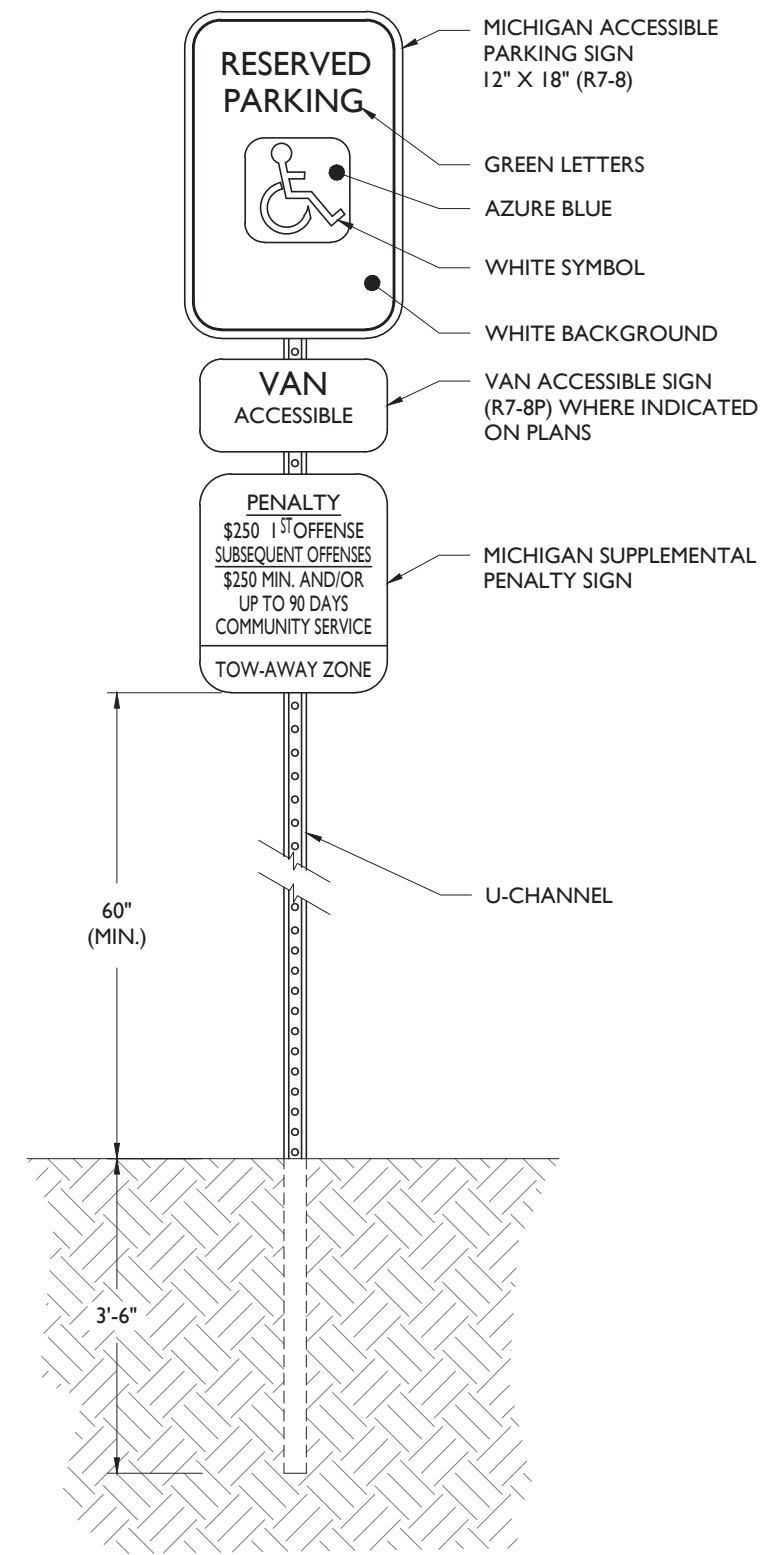 RESERVED
PARKING
VAN
ACCESSIBLE
PENALTY
$250 1ST OFFENSE
SUBSEQUENT OFFENSES
$250 MIN. AND/OR
UP TO 90 DAYS
COMMUNITY SERVICE
TOW-AWAY ZONE
MICHIGAN ACCESSIBLE
PARKING SIGN
12" X 18" (R7-8)
GREEN LETTERS
AZURE BLUE
WHITE SYMBOL
WHITE BACKGROUND
VAN ACCESSIBLE SIGN
(R7-8P) WHERE INDICATED
ON PLANS
MICHIGAN SUPPLEMENTAL
PENALTY SIGN
U-CHANNEL
60"
(MIN.)
3'-6"